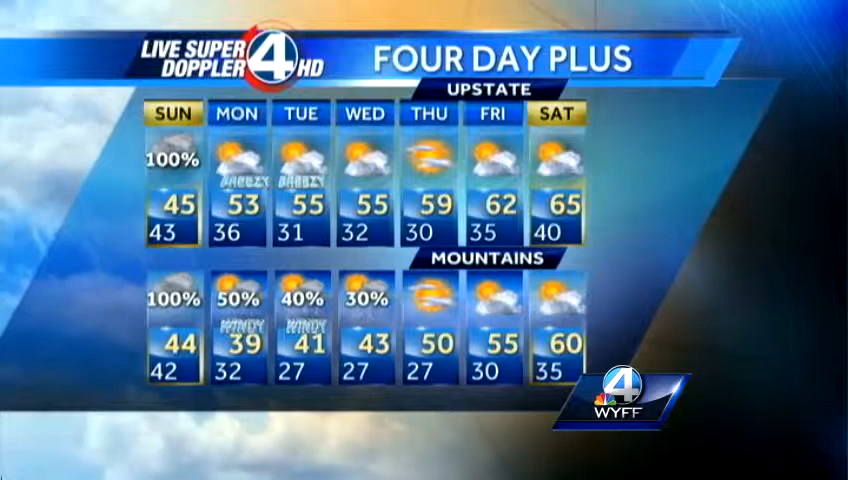 LIVE SUPER DOPPLER 4 HD
FOUR DAY PLUS
UPSTATE
SUN MON TUE WED THU FRI SAT
100%
BREEZY BREEZY
45 53 55 55 59 62 65
43 36 31 32 30 35 40
MOUNTAINS
100% 50% 40% 30%
WINDY WINDY
44 39 41 43 50 55 60
42 32 27 27 27 30 35
4
WYFF